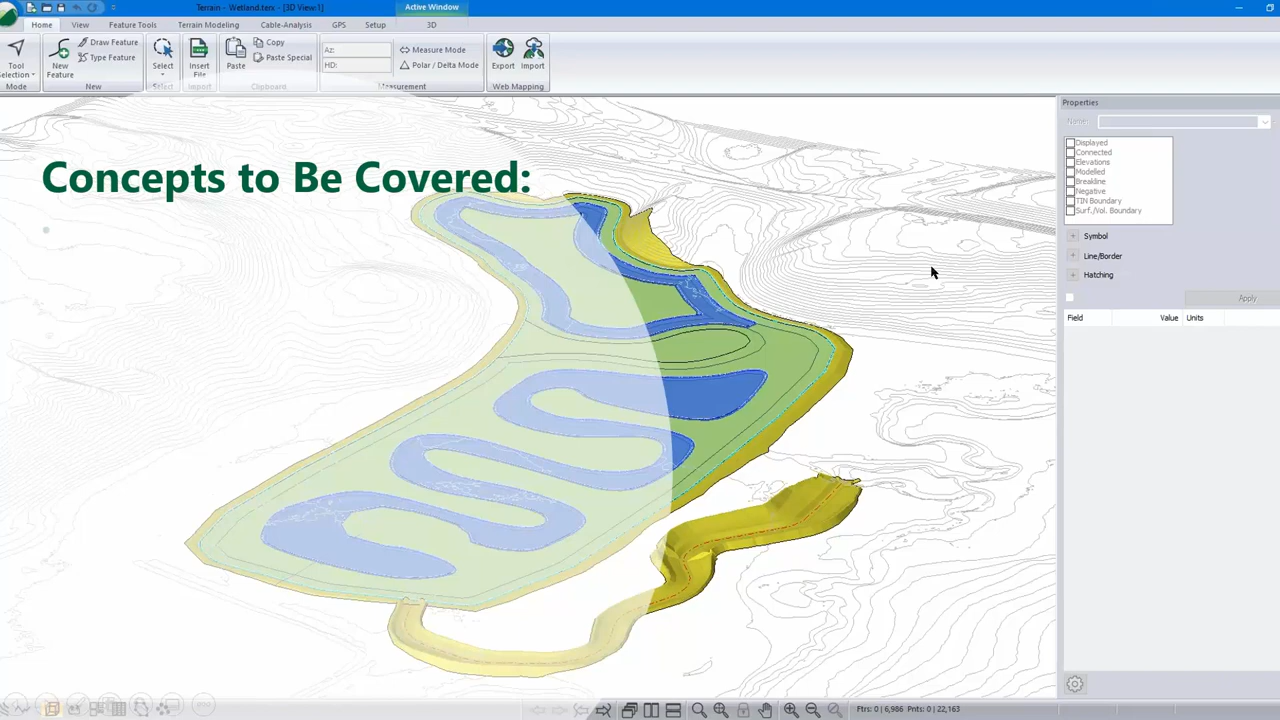 Terrain - Wetland.terx - [3D View:1]
Active Window
Home View Feature Tools Terrain Modeling Cable-Analysis GPS Setup 3D
Tool Selection
Mode
New Feature
Draw Feature
Type Feature
New
Select
Select
Insert File
Import
Paste
Copy
Paste Special
Clipboard
Az:
HD:
Measure Mode
Polar / Delta Mode
Measurement
Export
Import
Web Mapping
Concepts to Be Covered:
Properties
Name:
Displayed
Connected
Elevations
Modelled
Breakline
Negative
TIN Boundary
Surf./Vol. Boundary
Symbol
Line/Border
Hatching
Apply
Field Value Units
Ftrs: 0 | 6,986 Pnts: 0 | 22,163